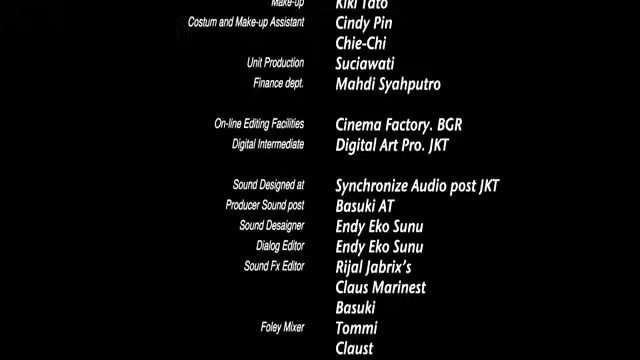 Make-up Kiki Tato
Costum and Make-up Assistant Cindy Pin
Chie-Chi
Unit Production Suciawati
Finance dept. Mahdi Syahputro
On-line Editing Facilities Cinema Factory. BGR
Digital Intermediate Digital Art Pro. JKT
Sound Designed at Synchronize Audio post JKT
Producer Sound post Basuki AT
Sound Desaigner Endy Eko Sunu
Dialog Editor Endy Eko Sunu
Sound Fx Editor Rijal Jabrix's
Claus Marinest
Basuki
Foley Mixer Tommi
Claust